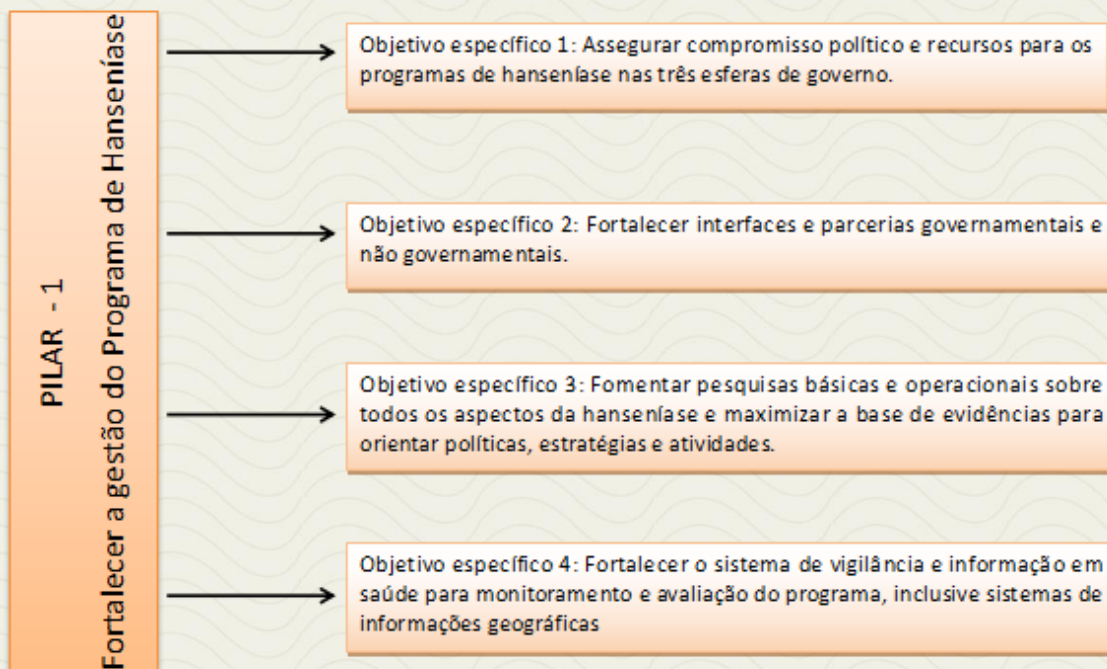 PILAR - 1
Fortalecer a gestão do Programa de Hanseníase
Objetivo específico 1: Assegurar compromisso político e recursos para os
programas de hanseníase nas três esferas de governo.
Objetivo específico 2: Fortalecer interfaces e parcerias governamentais e
não governamentais.
Objetivo específico 3: Fomentar pesquisas básicas e operacionais sobre
todos os aspectos da hanseníase e maximizar a base de evidências para
orientar políticas, estratégias e atividades.
Objetivo específico 4: Fortalecer o sistema de vigilância e informação em
saúde para monitoramento e avaliação do programa, inclusive sistemas de
informações geográficas